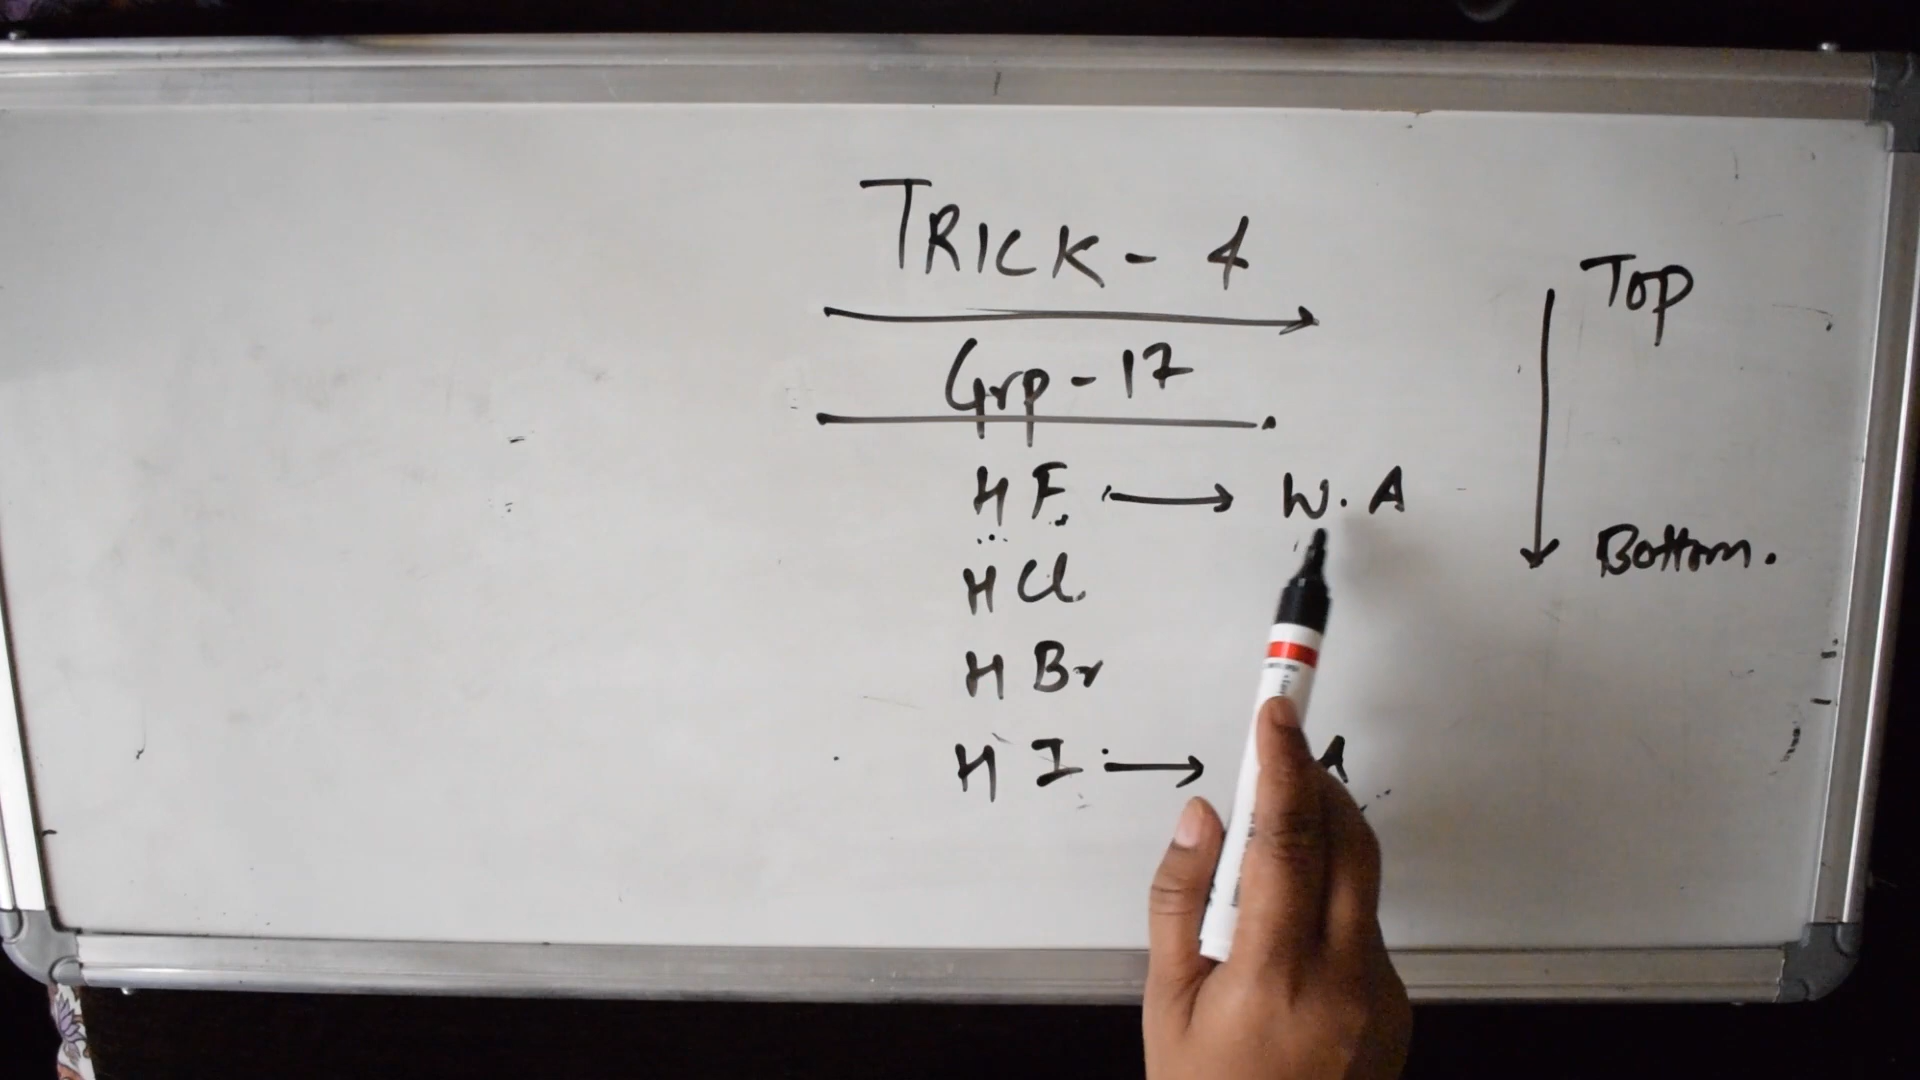 TRICK - 4
Grp - 17
HF → W.A
HCl
HBr
HI → A
Top
Bottom.